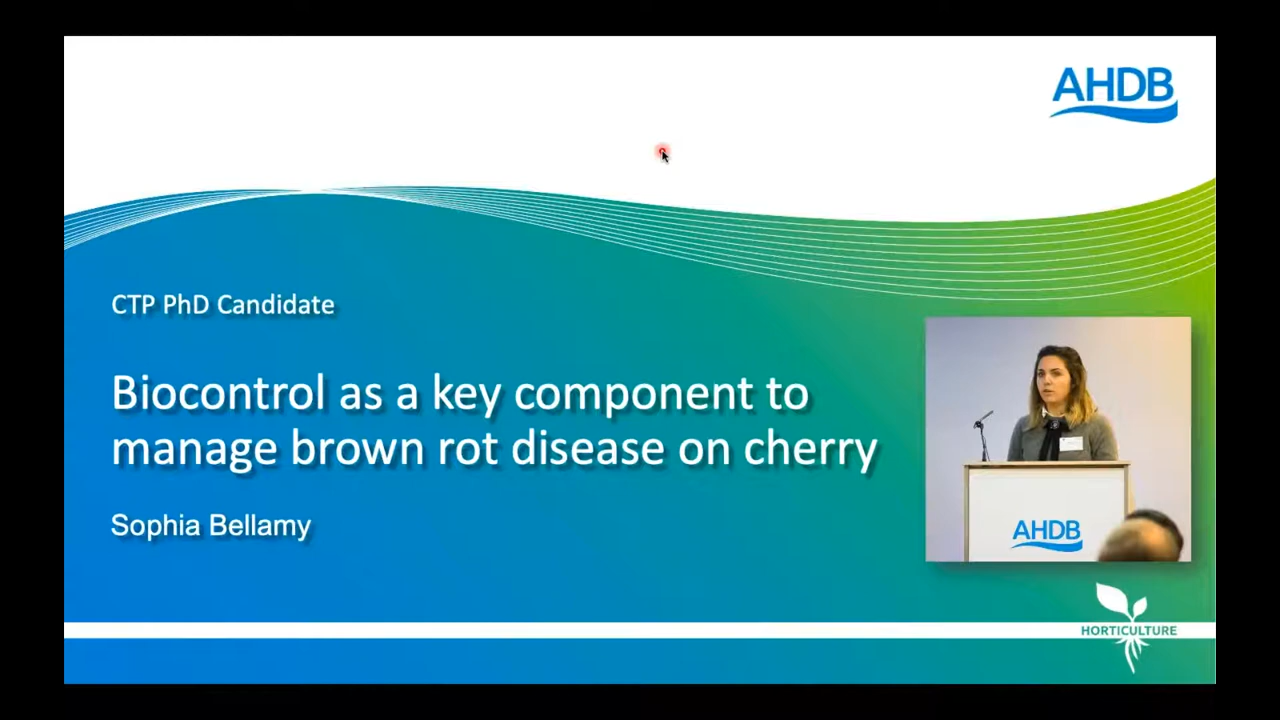 AHDB
CTP PhD Candidate
Biocontrol as a key component to
manage brown rot disease on cherry
Sophia Bellamy
AHDB
HORTICULTURE